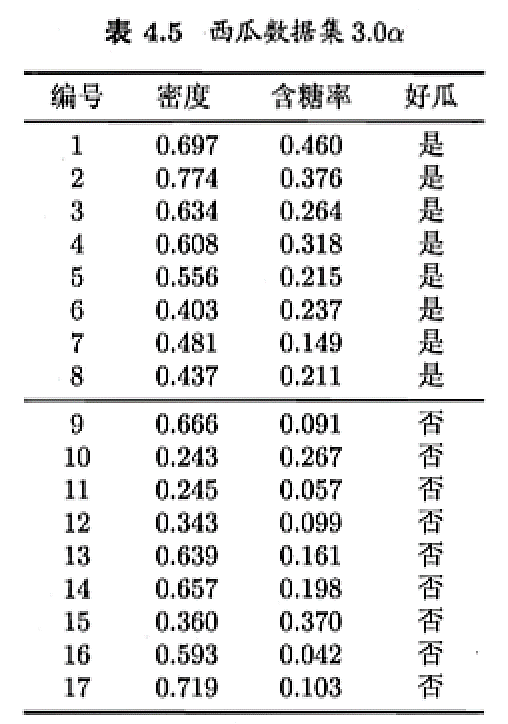 表 4.5 西瓜数据集 3.0α
编号 密度 含糖率 好瓜
1 0.697 0.460 是
2 0.774 0.376 是
3 0.634 0.264 是
4 0.608 0.318 是
5 0.556 0.215 是
6 0.403 0.237 是
7 0.481 0.149 是
8 0.437 0.211 是
9 0.666 0.091 否
10 0.243 0.267 否
11 0.245 0.057 否
12 0.343 0.099 否
13 0.639 0.161 否
14 0.657 0.198 否
15 0.360 0.370 否
16 0.593 0.042 否
17 0.719 0.103 否